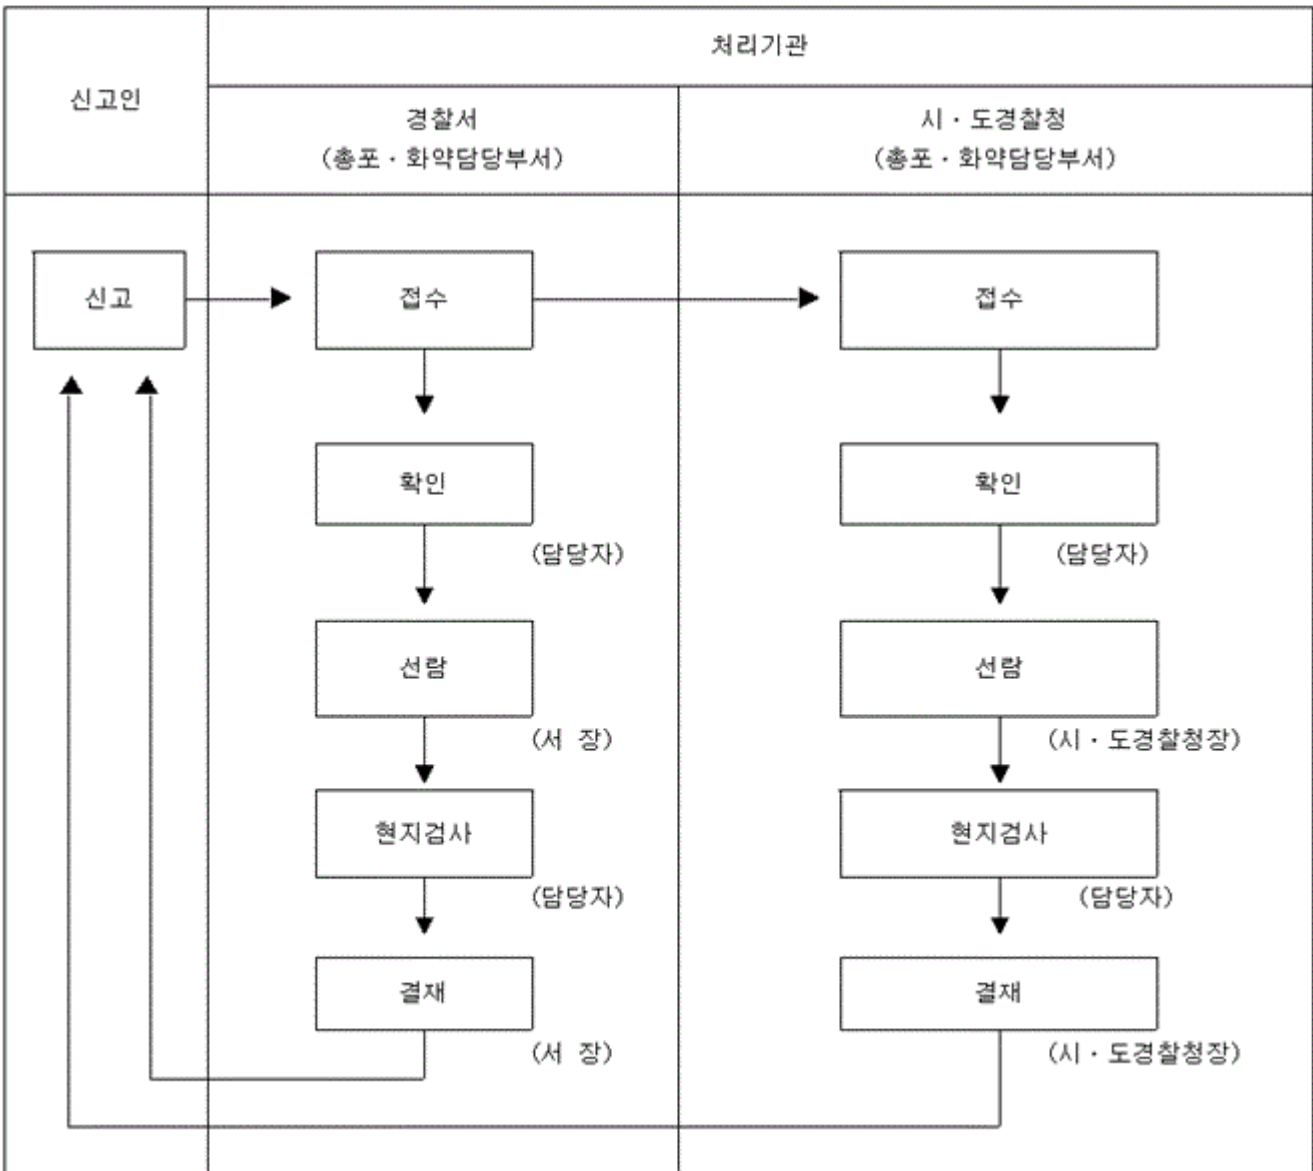 신고인
처리기관
경찰서
(총포 · 화약담당부서)
시 · 도경찰청
(총포 · 화약담당부서)
신고
접수
접수
확인
(담당자)
확인
(담당자)
선람
(서 장)
선람
(시 · 도경찰청장)
현지검사
(담당자)
현지검사
(담당자)
결재
(서 장)
결재
(시 · 도경찰청장)